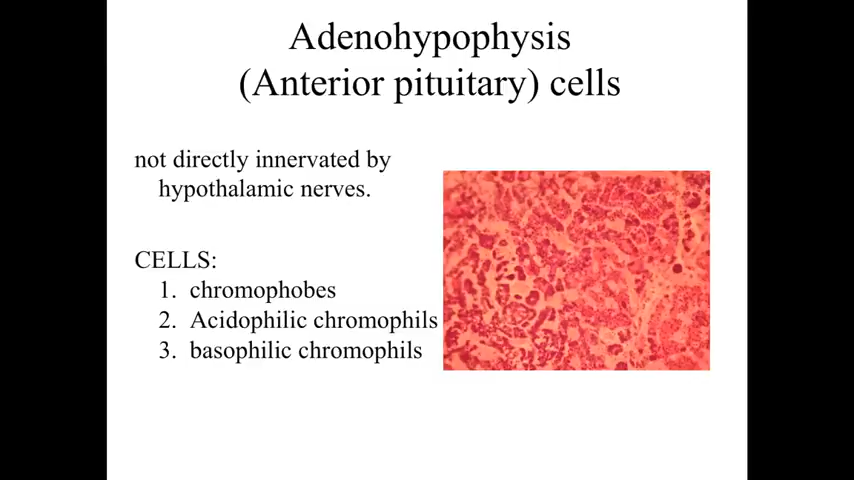 Adenohypophysis
(Anterior pituitary) cells
not directly innervated by
hypothalamic nerves.
CELLS:
1. chromophobes
2. Acidophilic chromophils
3. basophilic chromophils